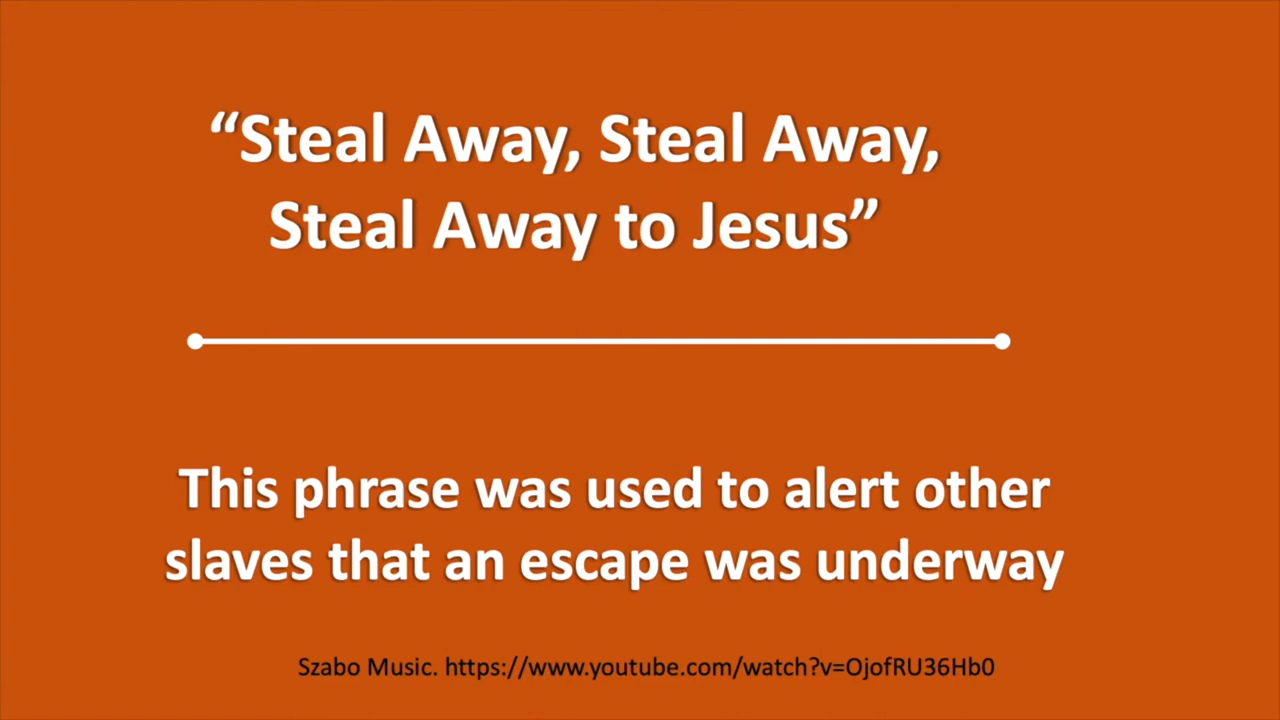 “Steal Away, Steal Away,
Steal Away to Jesus”
This phrase was used to alert other
slaves that an escape was underway
Szabo Music. https://www.youtube.com/watch?v=OjofRU36Hb0